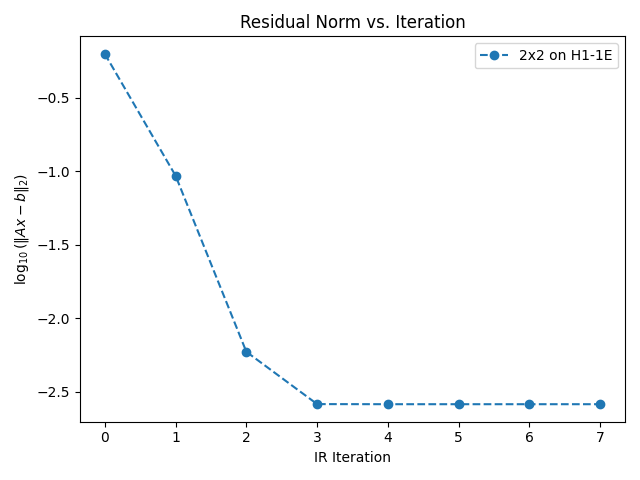 Residual Norm vs. Iteration
2x2 on H1-1E
log₁₀(‖Ax − b‖₂)
−0.5
−1.0
−1.5
−2.0
−2.5
0 1 2 3 4 5 6 7
IR Iteration